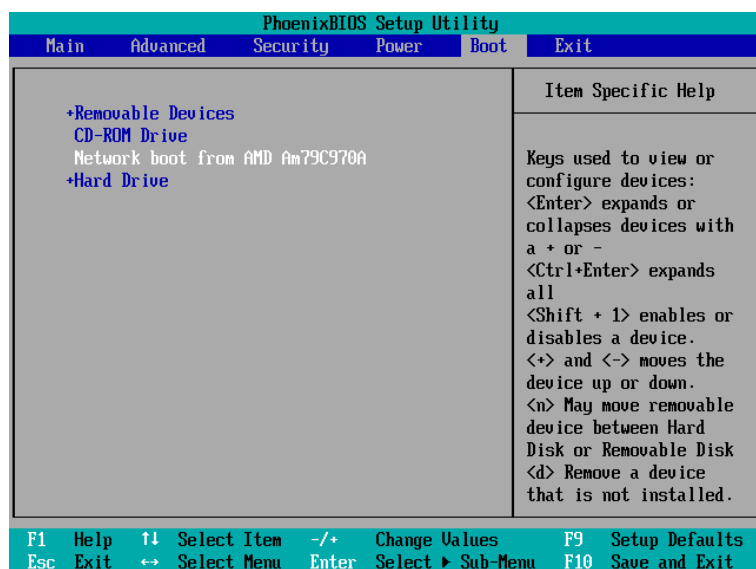 PhoenixBIOS Setup Utility
Main Advanced Security Power Boot Exit
Item Specific Help
+Removable Devices
CD-ROM Drive
Network boot from AMD Am79C970A
+Hard Drive
Keys used to view or
configure devices:
<Enter> expands or
collapses devices with
a + or -
<Ctrl+Enter> expands
all
<Shift + 1> enables or
disables a device.
<+> and <-> moves the
device up or down.
<n> May move removable
device between Hard
Disk or Removable Disk
<d> Remove a device
that is not installed.
F1 Help ↑↓ Select Item -/+ Change Values F9 Setup Defaults
Esc Exit ↔ Select Menu Enter Select ▶ Sub-Menu F10 Save and Exit